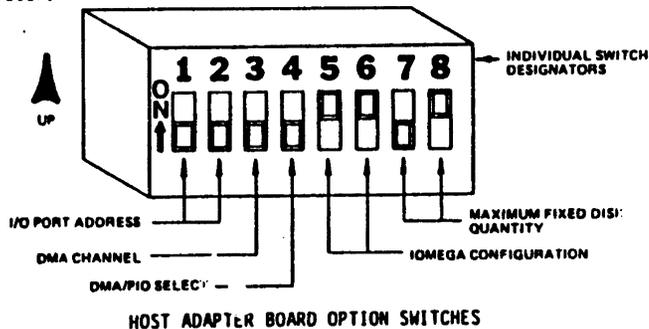 1 2 3 4 5 6 7 8
ON
UP
INDIVIDUAL SWITCH
DESIGNATORS
I/O PORT ADDRESS
MAXIMUM FIXED DIS
QUANTITY
DMA CHANNEL
IOMEGA CONFIGURATION
DMA/PIO SELECT
HOST ADAPTER BOARD OPTION SWITCHES